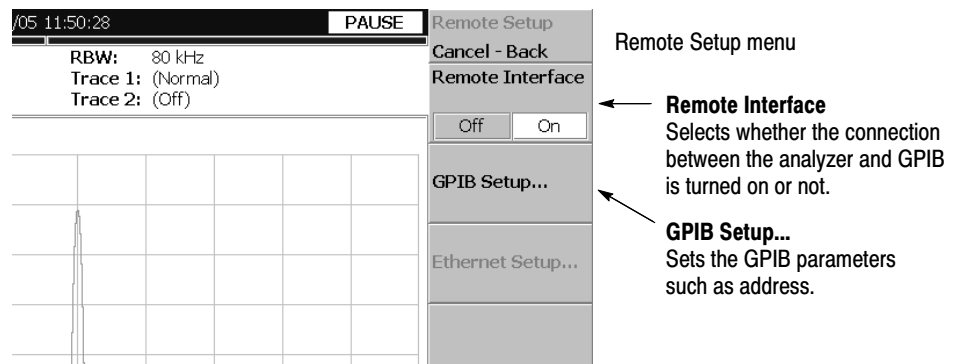 /05 11:50:28
PAUSE
RBW: 80 kHz
Trace 1: (Normal)
Trace 2: (Off)
Remote Setup
Cancel - Back
Remote Interface
Off On
GPIB Setup...
Ethernet Setup...
Remote Setup menu
Remote Interface
Selects whether the connection
between the analyzer and GPIB
is turned on or not.
GPIB Setup...
Sets the GPIB parameters
such as address.